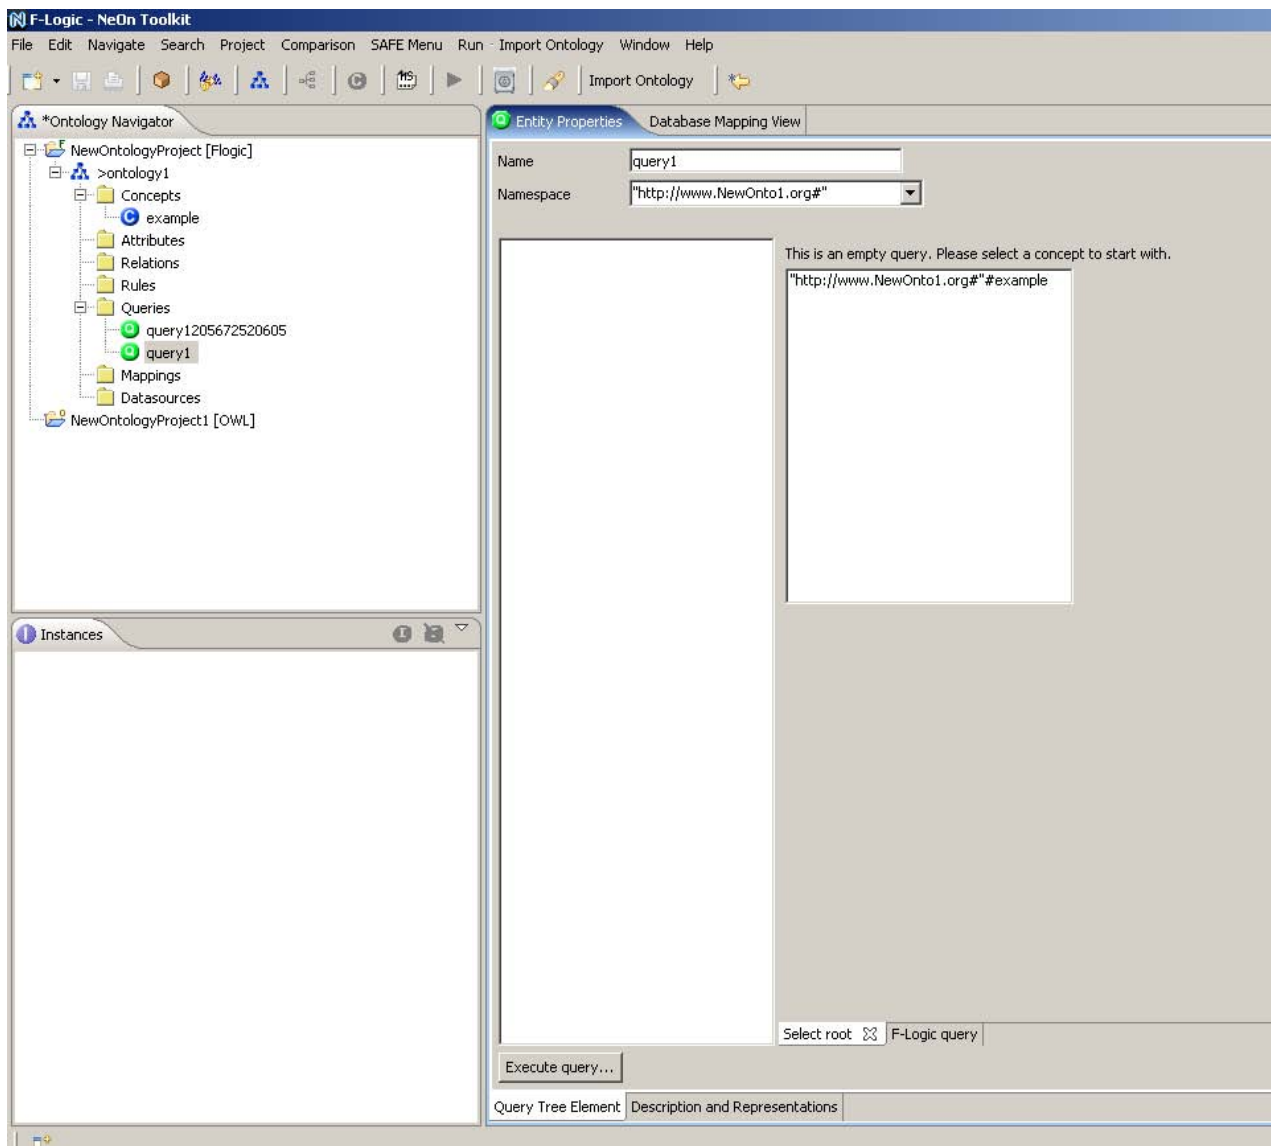 F-Logic - NeOn Toolkit
File Edit Navigate Search Project Comparison SAFE Menu Run Import Ontology Window Help
Import Ontology
*Ontology Navigator
NewOntologyProject [Flogic]
>ontology1
Concepts
example
Attributes
Relations
Rules
Queries
query1205672520605
query1
Mappings
Datasources
NewOntologyProject1 [OWL]
Instances
Entity Properties
Database Mapping View
Name
query1
Namespace
"http://www.NewOnto1.org#"
This is an empty query. Please select a concept to start with.
"http://www.NewOnto1.org#"#example
Select root
F-Logic query
Execute query...
Query Tree Element
Description and Representations